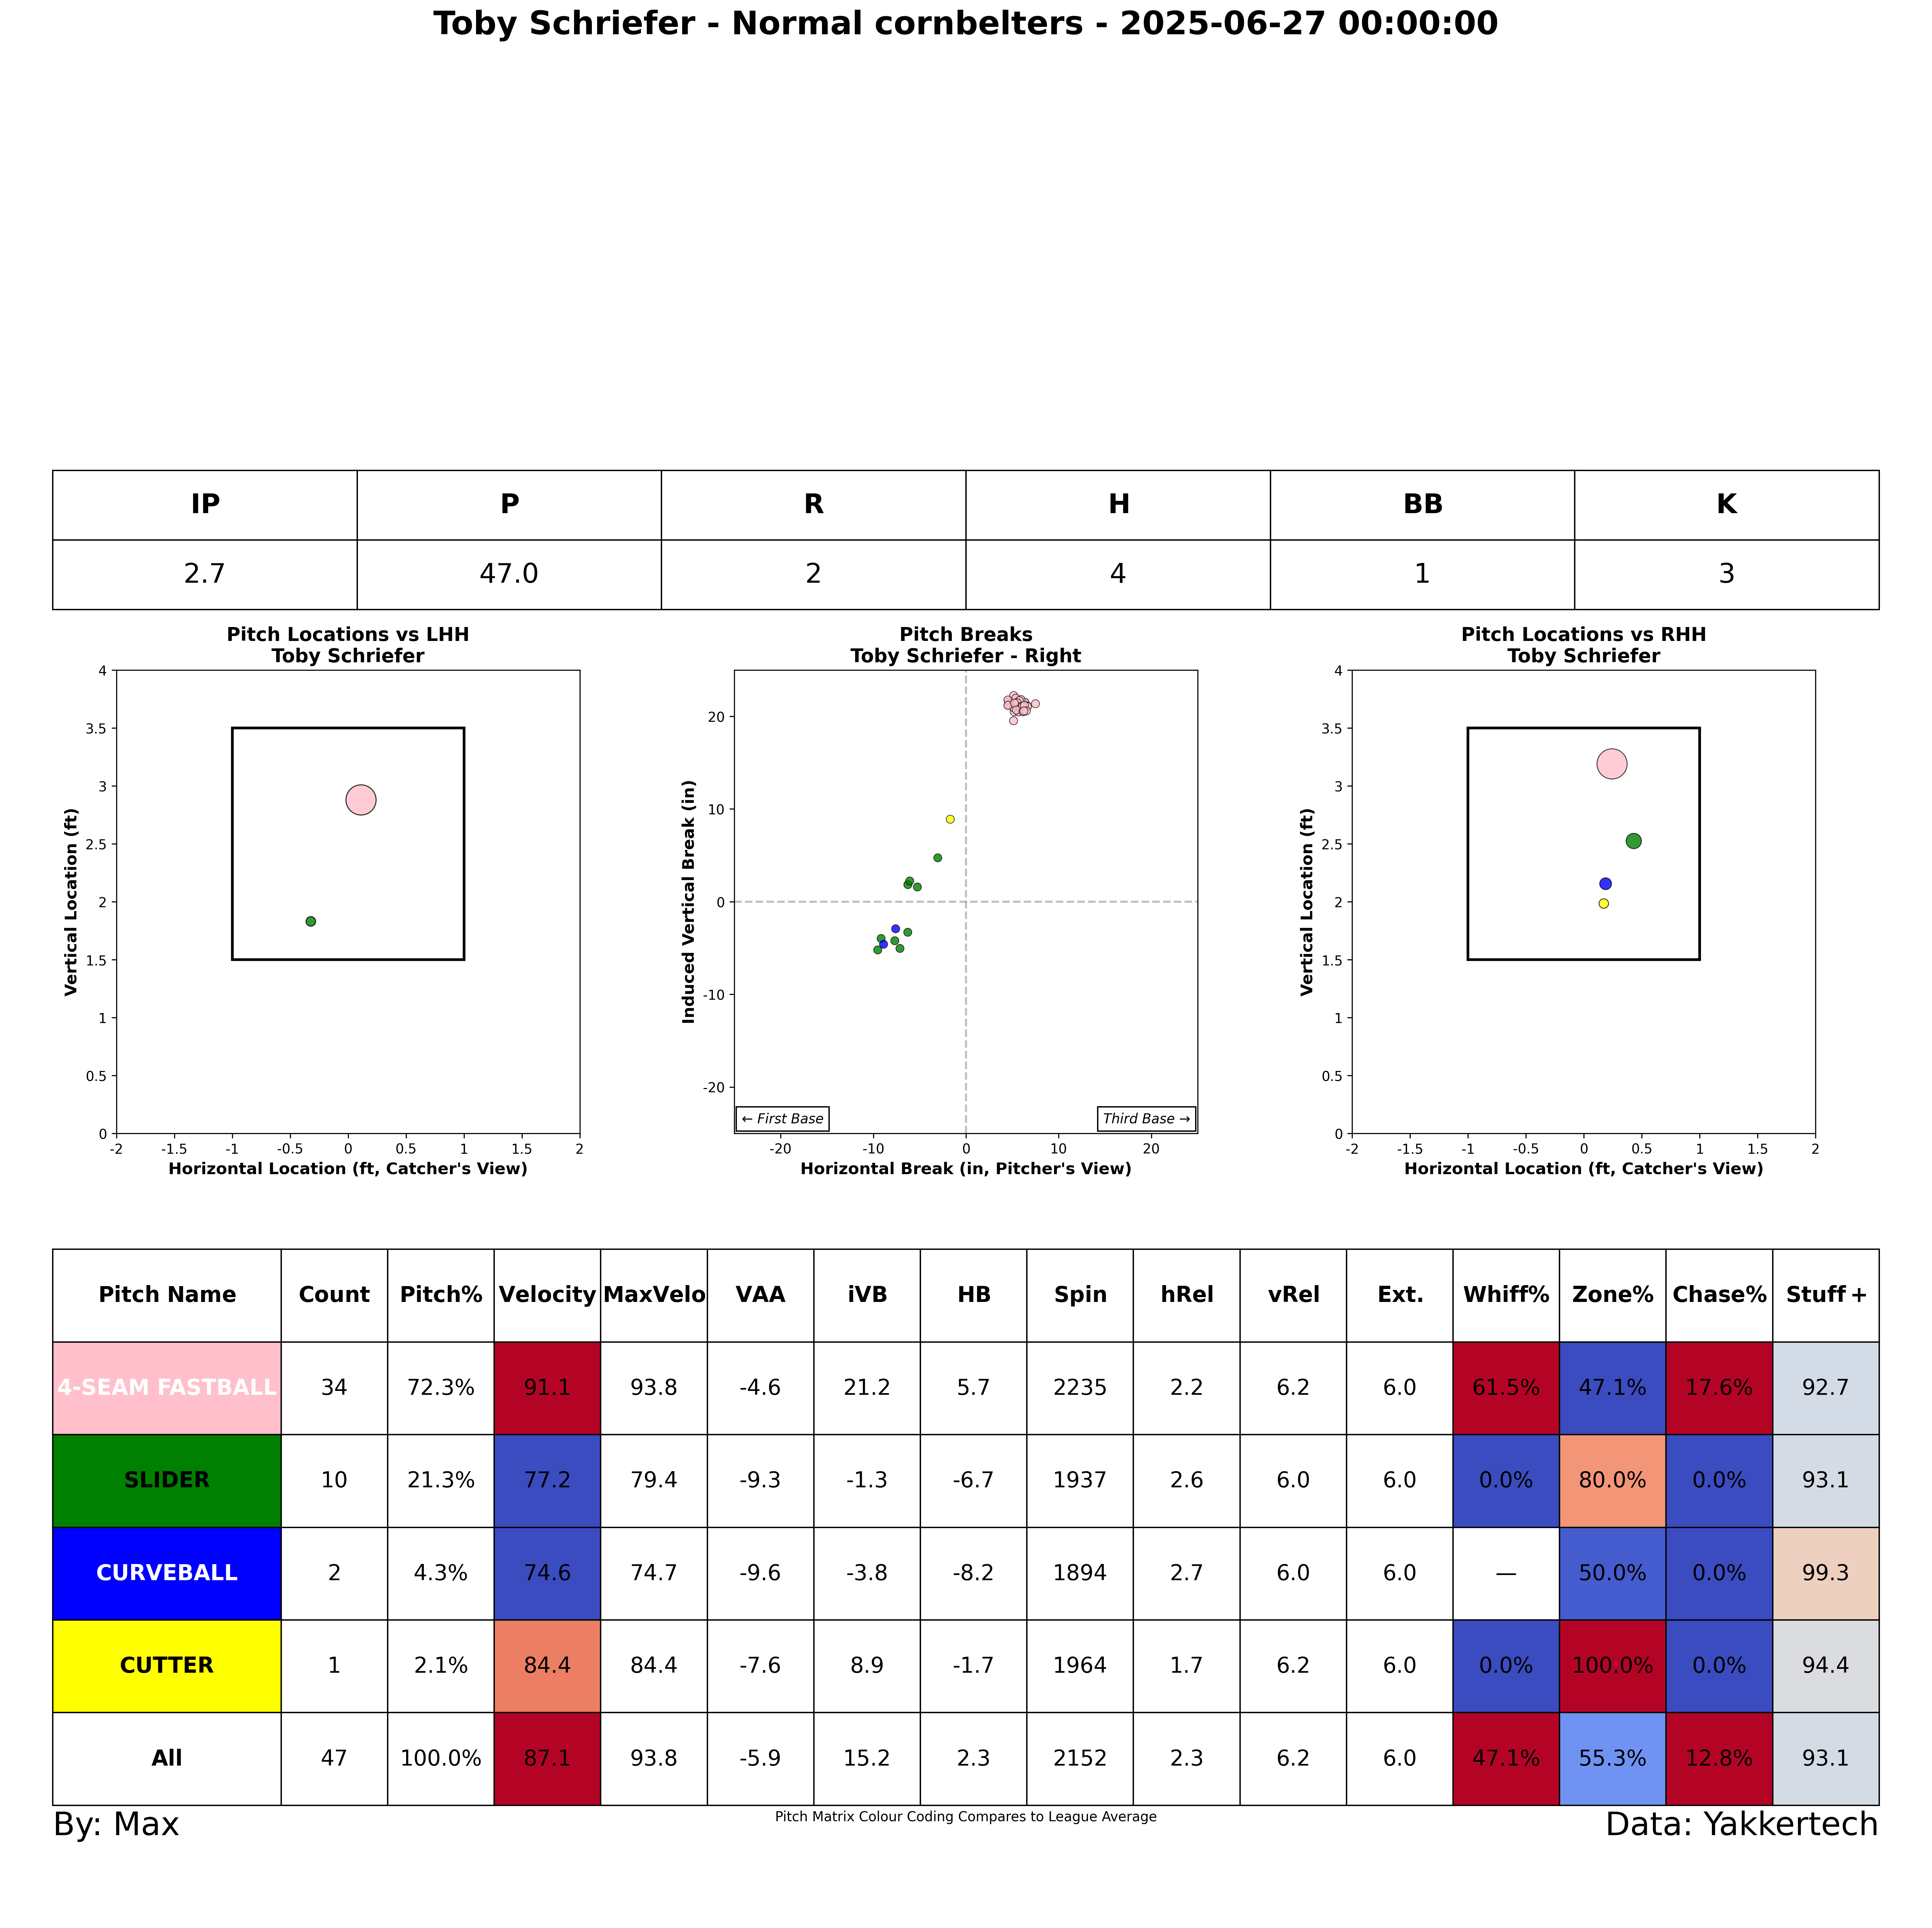 Toby Schriefer - Normal cornbelters - 2025-06-27 00:00:00
IP P R H BB K
2.7 47.0 2 4 1 3
Pitch Locations vs LHH
Toby Schriefer
4
3.5
3
2.5
2
1.5
1
0.5
0
-2 -1.5 -1 -0.5 0 0.5 1 1.5 2
Vertical Location (ft)
Horizontal Location (ft, Catcher's View)
Pitch Breaks
Toby Schriefer - Right
20
10
0
-10
-20
← First Base Third Base →
-20 -10 0 10 20
Induced Vertical Break (in)
Horizontal Break (in, Pitcher's View)
Pitch Locations vs RHH
Toby Schriefer
4
3.5
3
2.5
2
1.5
1
0.5
0
-2 -1.5 -1 -0.5 0 0.5 1 1.5 2
Vertical Location (ft)
Horizontal Location (ft, Catcher's View)
Pitch Name Count Pitch% Velocity MaxVelo VAA iVB HB Spin hRel vRel Ext. Whiff% Zone% Chase% Stuff+
4-SEAM FASTBALL 34 72.3% 91.1 93.8 -4.6 21.2 5.7 2235 2.2 6.2 6.0 61.5% 47.1% 17.6% 92.7
SLIDER 10 21.3% 77.2 79.4 -9.3 -1.3 -6.7 1937 2.6 6.0 6.0 0.0% 80.0% 0.0% 93.1
CURVEBALL 2 4.3% 74.6 74.7 -9.6 -3.8 -8.2 1894 2.7 6.0 6.0 — 50.0% 0.0% 99.3
CUTTER 1 2.1% 84.4 84.4 -7.6 8.9 -1.7 1964 1.7 6.2 6.0 0.0% 100.0% 0.0% 94.4
All 47 100.0% 87.1 93.8 -5.9 15.2 2.3 2152 2.3 6.2 6.0 47.1% 55.3% 12.8% 93.1
By: Max
Pitch Matrix Colour Coding Compares to League Average
Data: Yakkertech